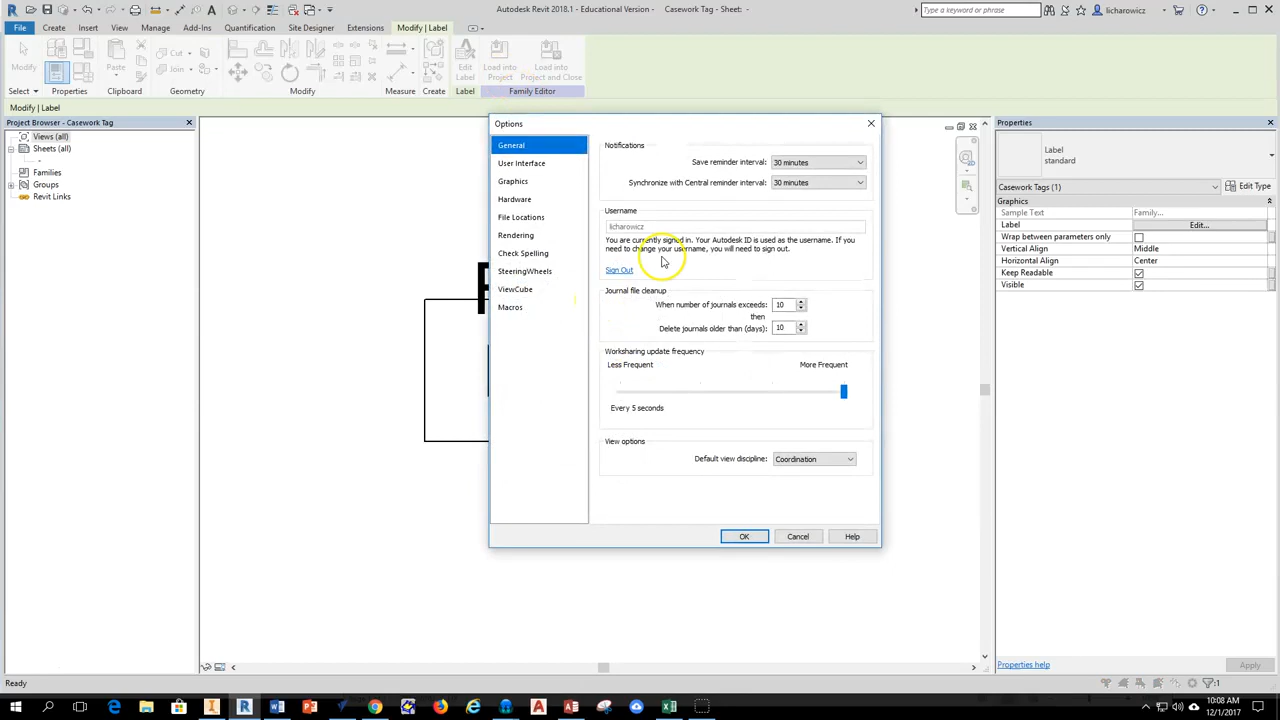 Autodesk Revit 2018.1 - Educational Version - Casework Tag - Sheet: -
Type a keyword or phrase
licharowicz
File Create Insert View Manage Add-Ins Quantification Site Designer Extensions Modify | Label
Modify
Paste
Join
Edit Label
Load into Project
Load into Project and Close
Select Properties Clipboard Geometry Modify Measure Create Label Family Editor
Modify | Label
Project Browser - Casework Tag
Views (all)
Sheets (all)
-
Families
Groups
Revit Links
Options
General
User Interface
Graphics
Hardware
File Locations
Rendering
Check Spelling
SteeringWheels
ViewCube
Macros
Notifications
Save reminder interval: 30 minutes
Synchronize with Central reminder interval: 30 minutes
Username
licharowicz
You are currently signed in. Your Autodesk ID is used as the username. If you
need to change your username, you will need to sign out.
Sign Out
Journal file cleanup
When number of journals exceeds: 10
then
Delete journals older than (days): 10
Worksharing update frequency
Less Frequent More Frequent
Every 5 seconds
View options
Default view discipline: Coordination
OK Cancel Help
Properties
Label
standard
Casework Tags (1) Edit Type
Graphics
Sample Text Family...
Label Edit...
Wrap between parameters only
Vertical Align Middle
Horizontal Align Center
Keep Readable
Visible
Properties help Apply
Ready
:1
10:08 AM
12/1/2017